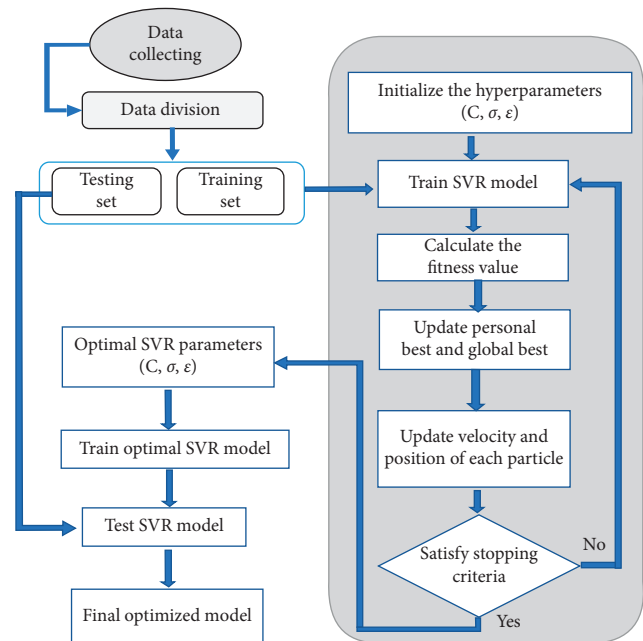 Data
collecting
Data division
Testing
set
Training
set
Initialize the hyperparameters
(C, σ, ε)
Train SVR model
Calculate the
fitness value
Update personal
best and global best
Update velocity and
position of each particle
Satisfy stopping
criteria
No
Yes
Optimal SVR parameters
(C, σ, ε)
Train optimal SVR model
Test SVR model
Final optimized model